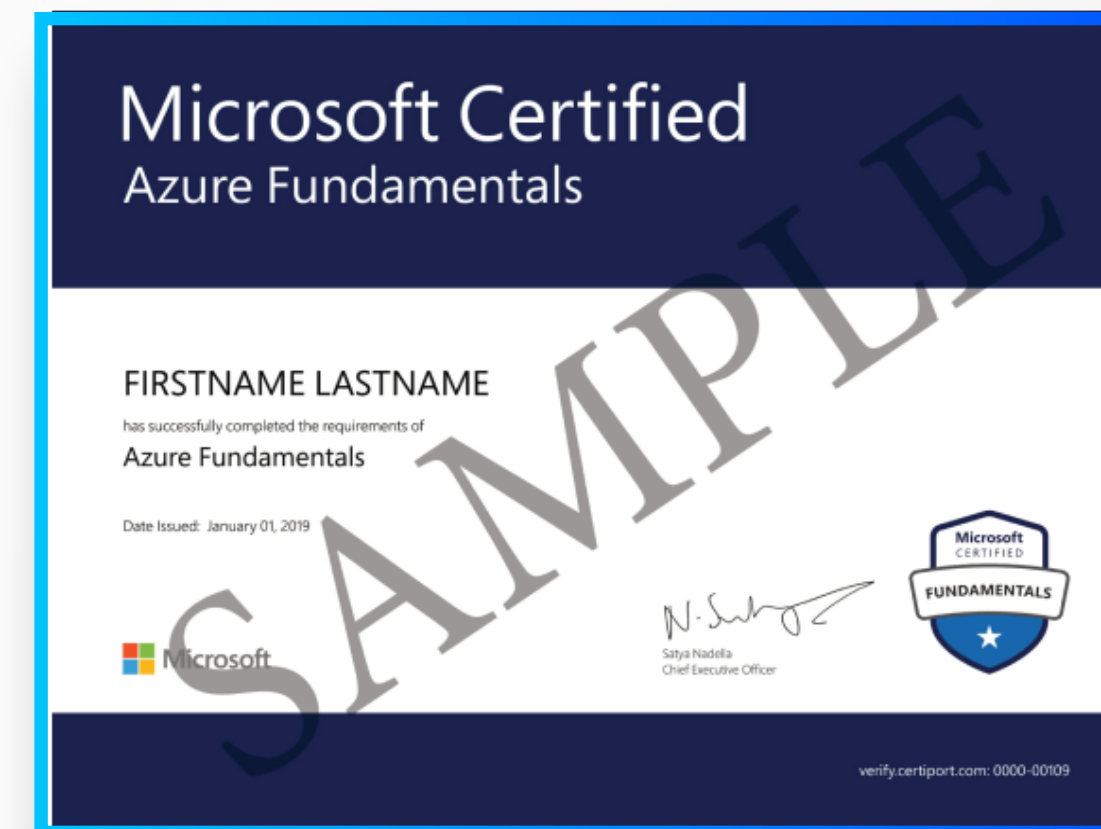 Microsoft Certified
Azure Fundamentals
FIRSTNAME LASTNAME
has successfully completed the requirements of
Azure Fundamentals
Date Issued: January 01, 2019
SAMPLE
Microsoft
CERTIFIED
FUNDAMENTALS
N. Satya
Satya Nadella
Chief Executive Officer
Microsoft
verify.certiport.com: 0000-00109